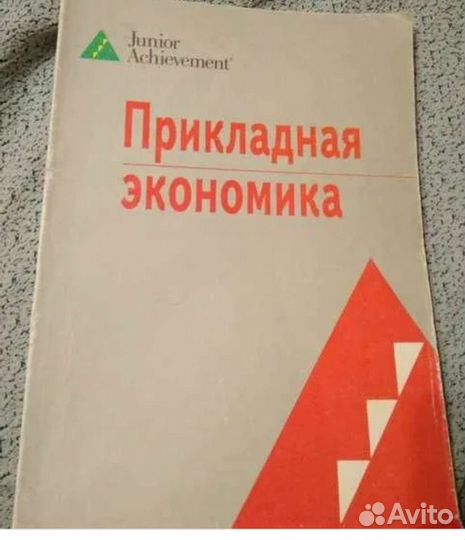 Junior
Achievement®
Прикладная
экономика
Avito